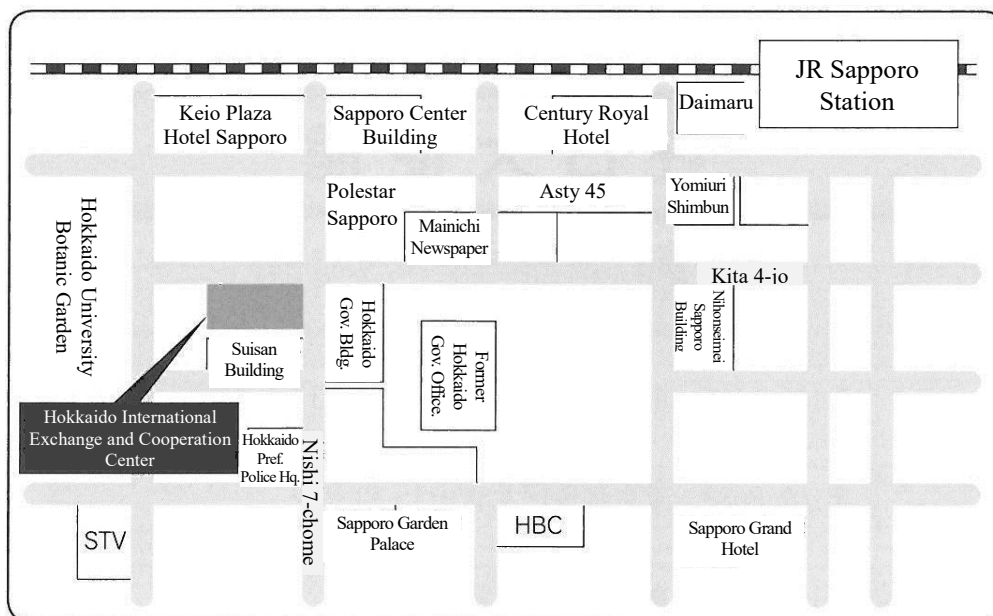 JR Sapporo
Station
Keio Plaza
Hotel Sapporo
Sapporo Center
Building
Century Royal
Hotel
Daimaru
Hokkaido University
Botanic Garden
Polestar
Sapporo
Mainichi
Newspaper
Asty 45
Yomiuri
Shimbun
Kita 4-jo
Suisan
Building
Hokkaido
Gov. Bldg.
Former
Hokkaido
Gov. Office.
Nihonseimei
Sapporo
Building
Hokkaido International
Exchange and Cooperation
Center
Hokkaido
Pref.
Police Hq.
Nishi 7-chome
STV
Sapporo Garden
Palace
HBC
Sapporo Grand
Hotel